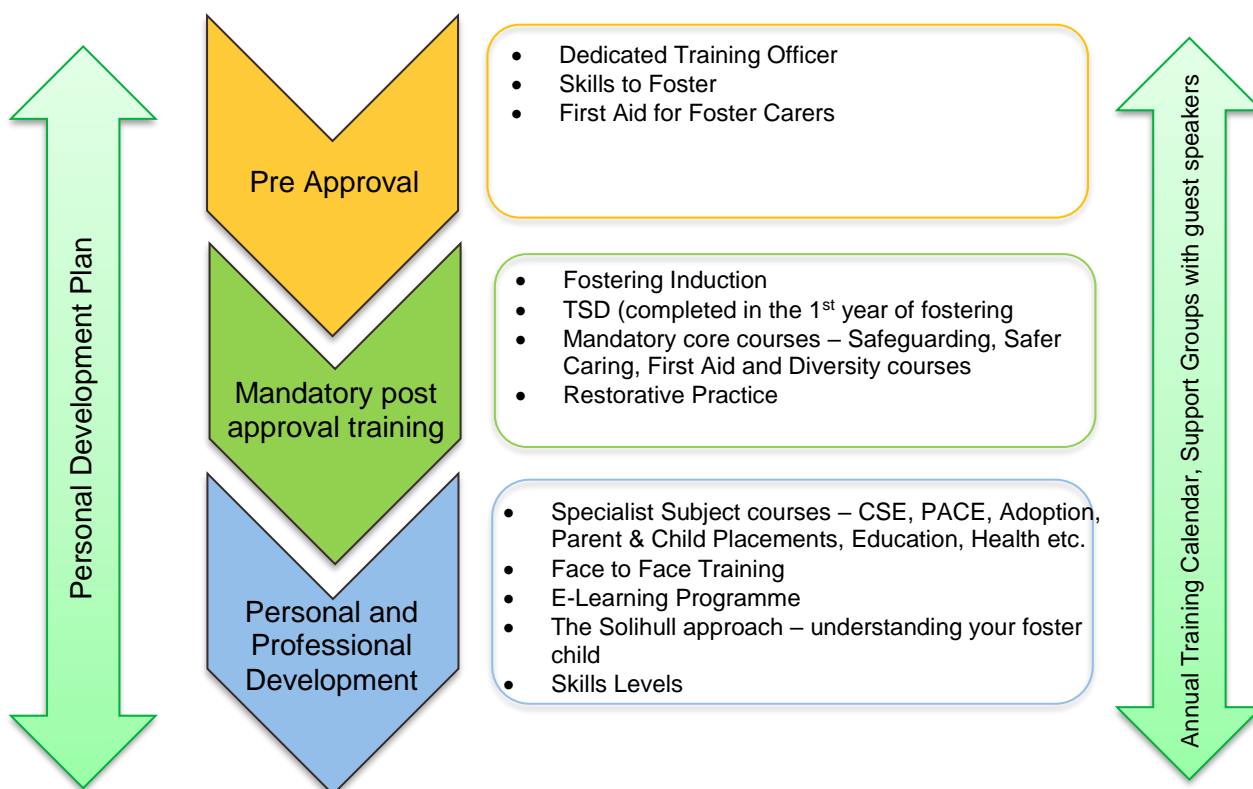 Personal Development Plan
Pre Approval
• Dedicated Training Officer
• Skills to Foster
• First Aid for Foster Carers
Mandatory post
approval training
• Fostering Induction
• TSD (completed in the 1st year of fostering
• Mandatory core courses – Safeguarding, Safer
Caring, First Aid and Diversity courses
• Restorative Practice
Personal and
Professional
Development
• Specialist Subject courses – CSE, PACE, Adoption,
Parent & Child Placements, Education, Health etc.
• Face to Face Training
• E-Learning Programme
• The Solihull approach – understanding your foster
child
• Skills Levels
Annual Training Calendar, Support Groups with guest speakers